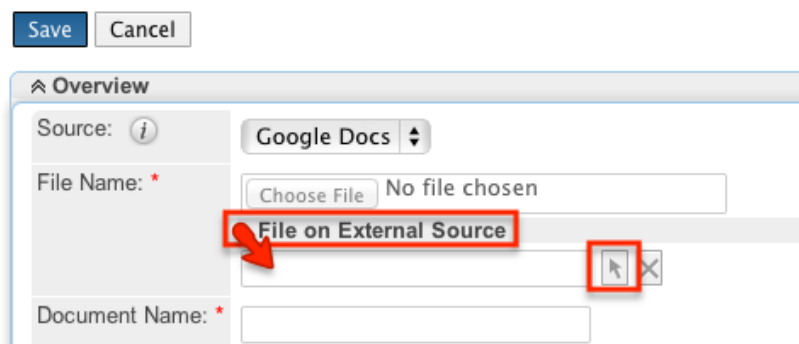 Save Cancel
Overview
Source: i Google Docs
File Name: * Choose File No file chosen
File on External Source
Document Name: *